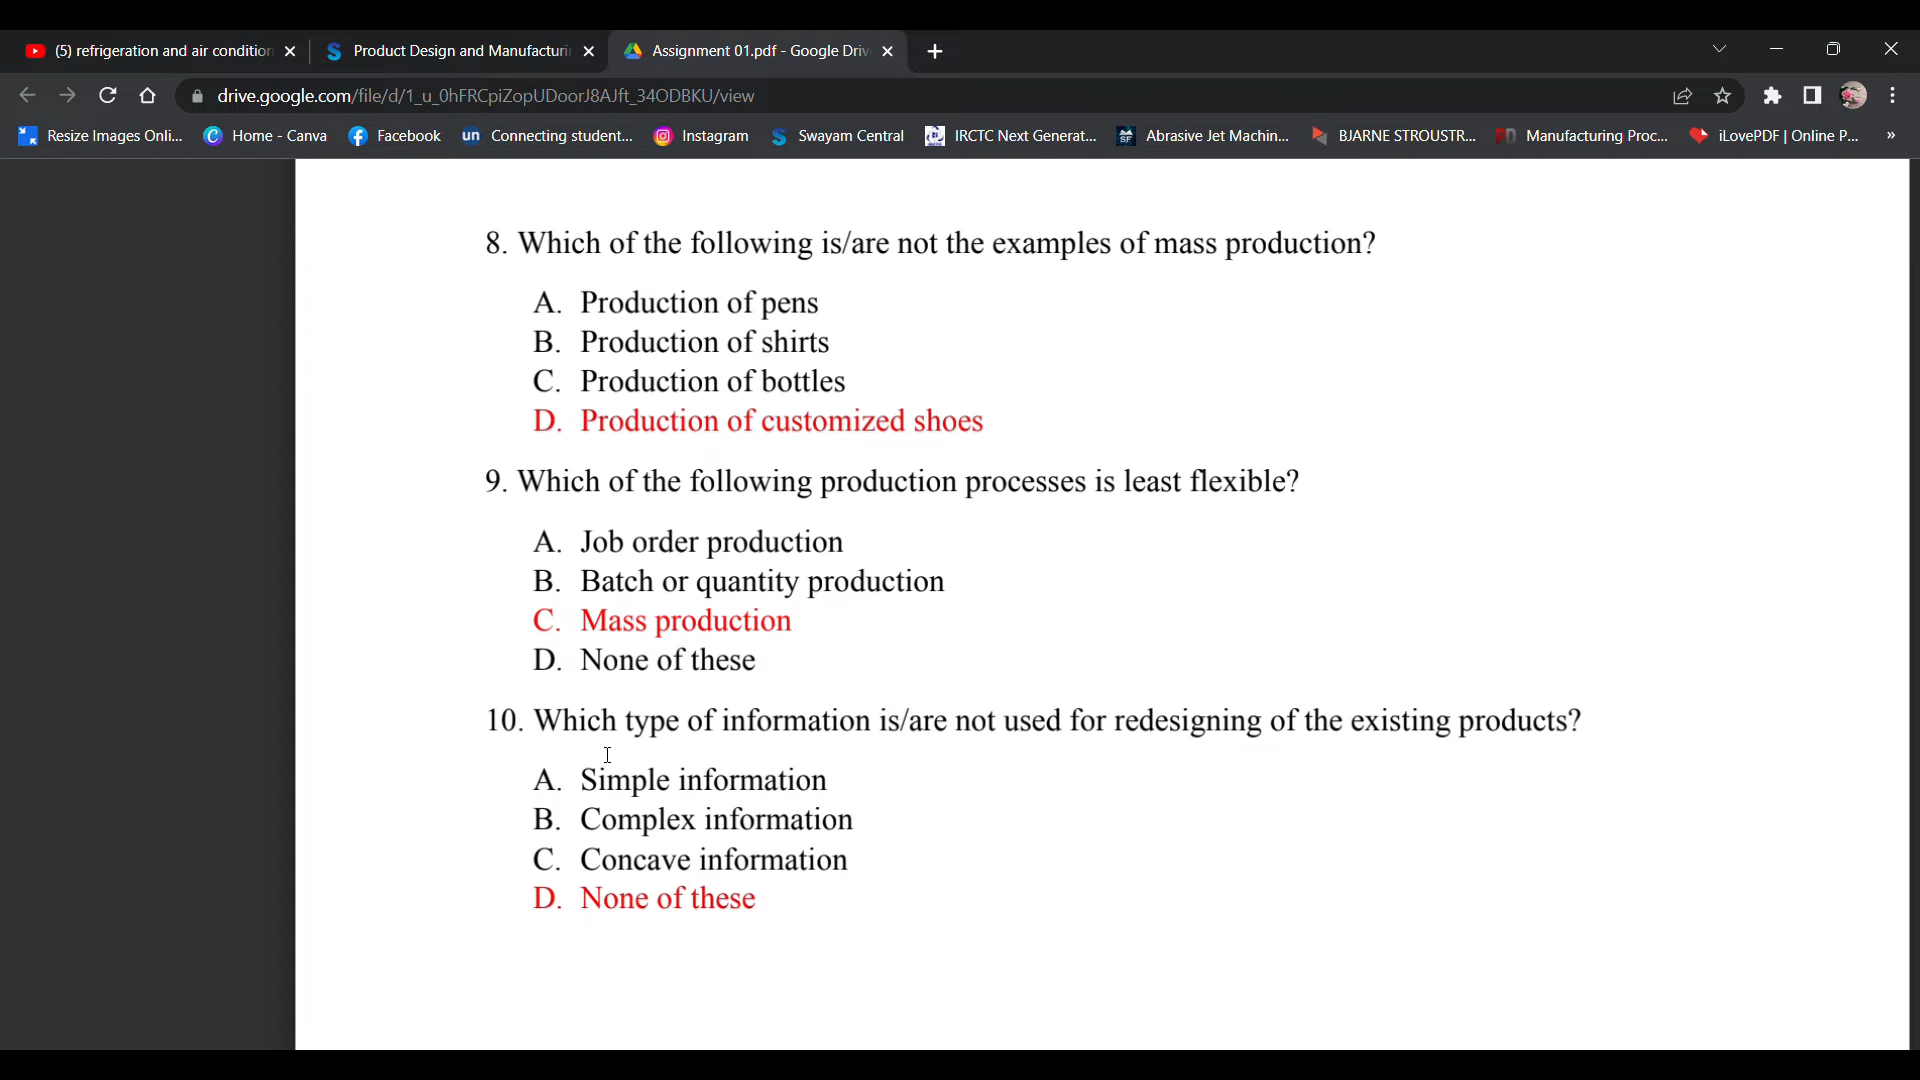 (5) refrigeration and air condition
Product Design and Manufacturi
Assignment 01.pdf - Google Driv
drive.google.com/file/d/1_u_0hFRCpiZopUDoorJ8AJft_34ODBKU/view
Resize Images Onli...
Home - Canva
Facebook
un
Connecting student...
Instagram
Swayam Central
IRCTC Next Generat...
SF
Abrasive Jet Machin...
BJARNE STROUSTR...
Manufacturing Proc...
iLovePDF | Online P...
»
8. Which of the following is/are not the examples of mass production?
A. Production of pens
B. Production of shirts
C. Production of bottles
D. Production of customized shoes
9. Which of the following production processes is least flexible?
A. Job order production
B. Batch or quantity production
C. Mass production
D. None of these
10. Which type of information is/are not used for redesigning of the existing products?
A. Simple information
B. Complex information
C. Concave information
D. None of these